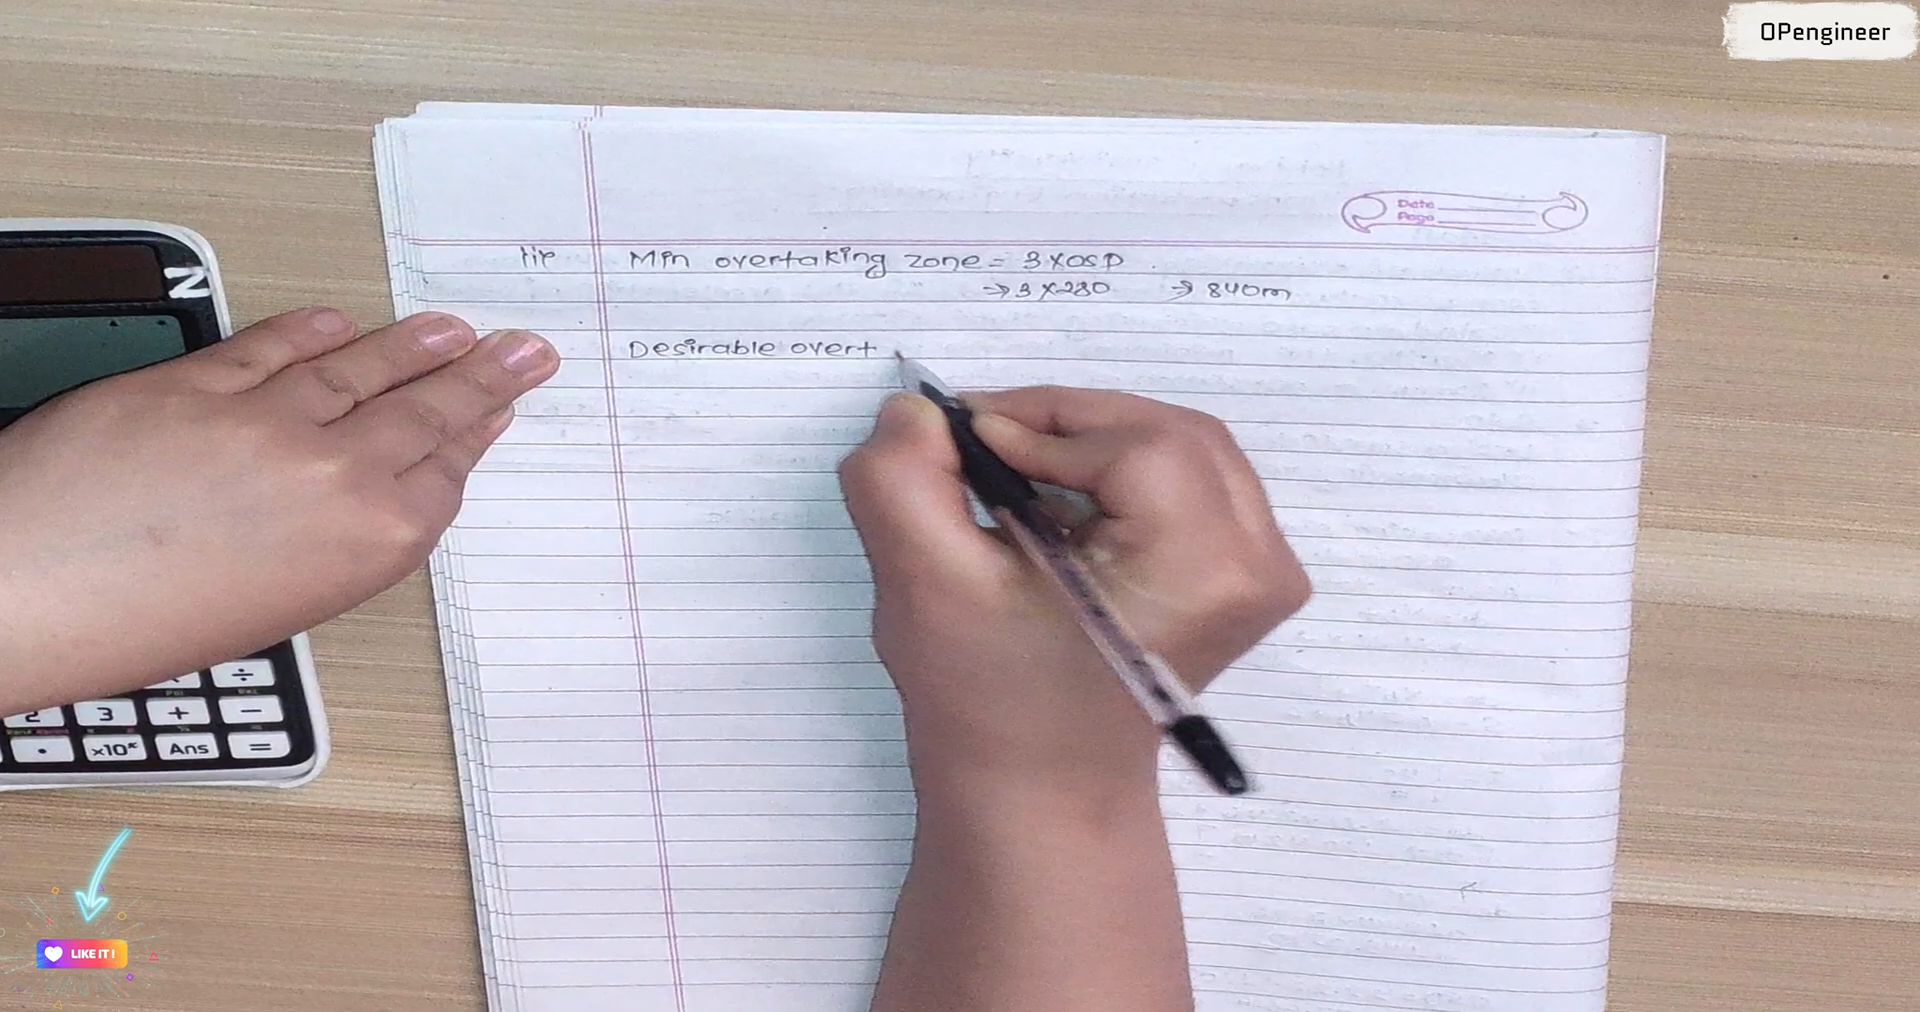 OPengineer
Date
Page
Min overtaking zone = 3×OSD
→ 3×280 → 840m
Desirable overt
N
÷
2 3 + −
. ×10ˣ Ans =
LIKE IT!